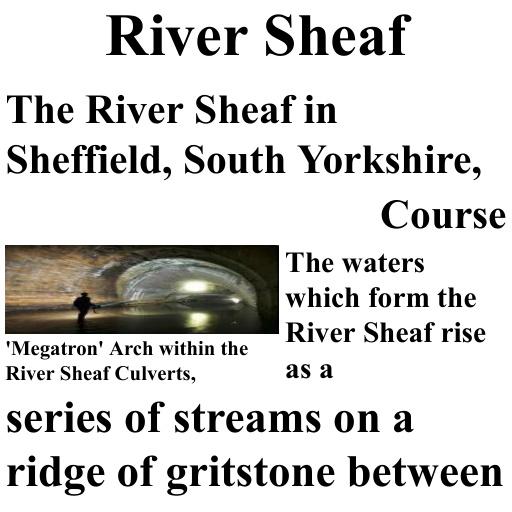 River Sheaf
The River Sheaf in
Sheffield, South Yorkshire,
Course
The waters
which form the
River Sheaf rise
as a
'Megatron' Arch within the
River Sheaf Culverts,
series of streams on a
ridge of gritstone between